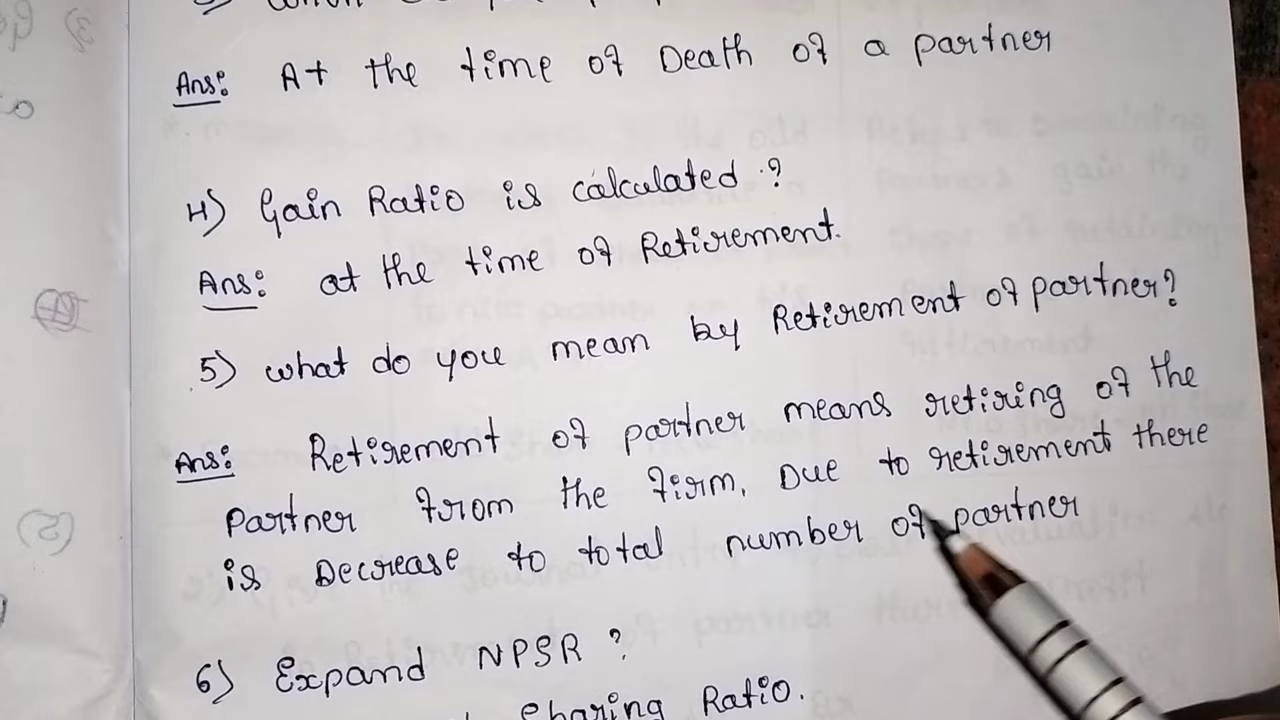 Ans: At the time of Death of a partner
4) Gain Ratio is calculated ?
Ans: at the time of Retirement.
5) what do you mean by Retirement of partner?
Ans: Retirement of partner means retiring of the
partner from the firm. Due to retirement there
is Decrease to total number of partner
6) Expand NPSR ?
Sharing Ratio.